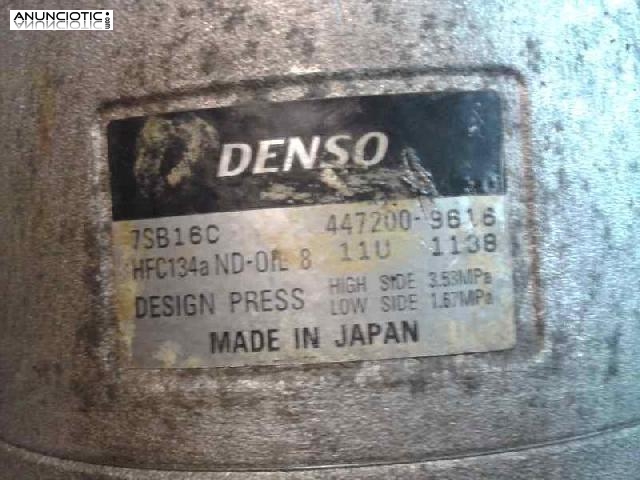 ANUNCIOTIC
.com
DENSO
7SB16C 447200-9616
HFC134a ND-OIL 8 11U 1138
DESIGN PRESS HIGH SIDE 3.53MPa
LOW SIDE 1.67MPa
MADE IN JAPAN